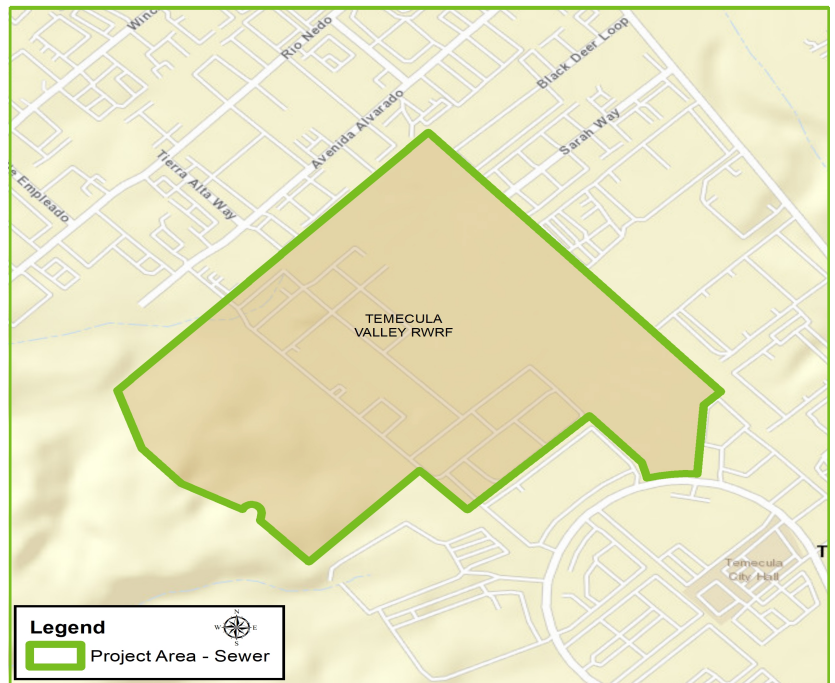 Winc
Rio Nedo
Black Deer Loop
Avenida Alvarado
Sarah Way
Tierra Alta Way
e Empleado
TEMECULA
VALLEY RWRF
T
Temecula
City Hall
Legend
N
W E
S
Project Area - Sewer